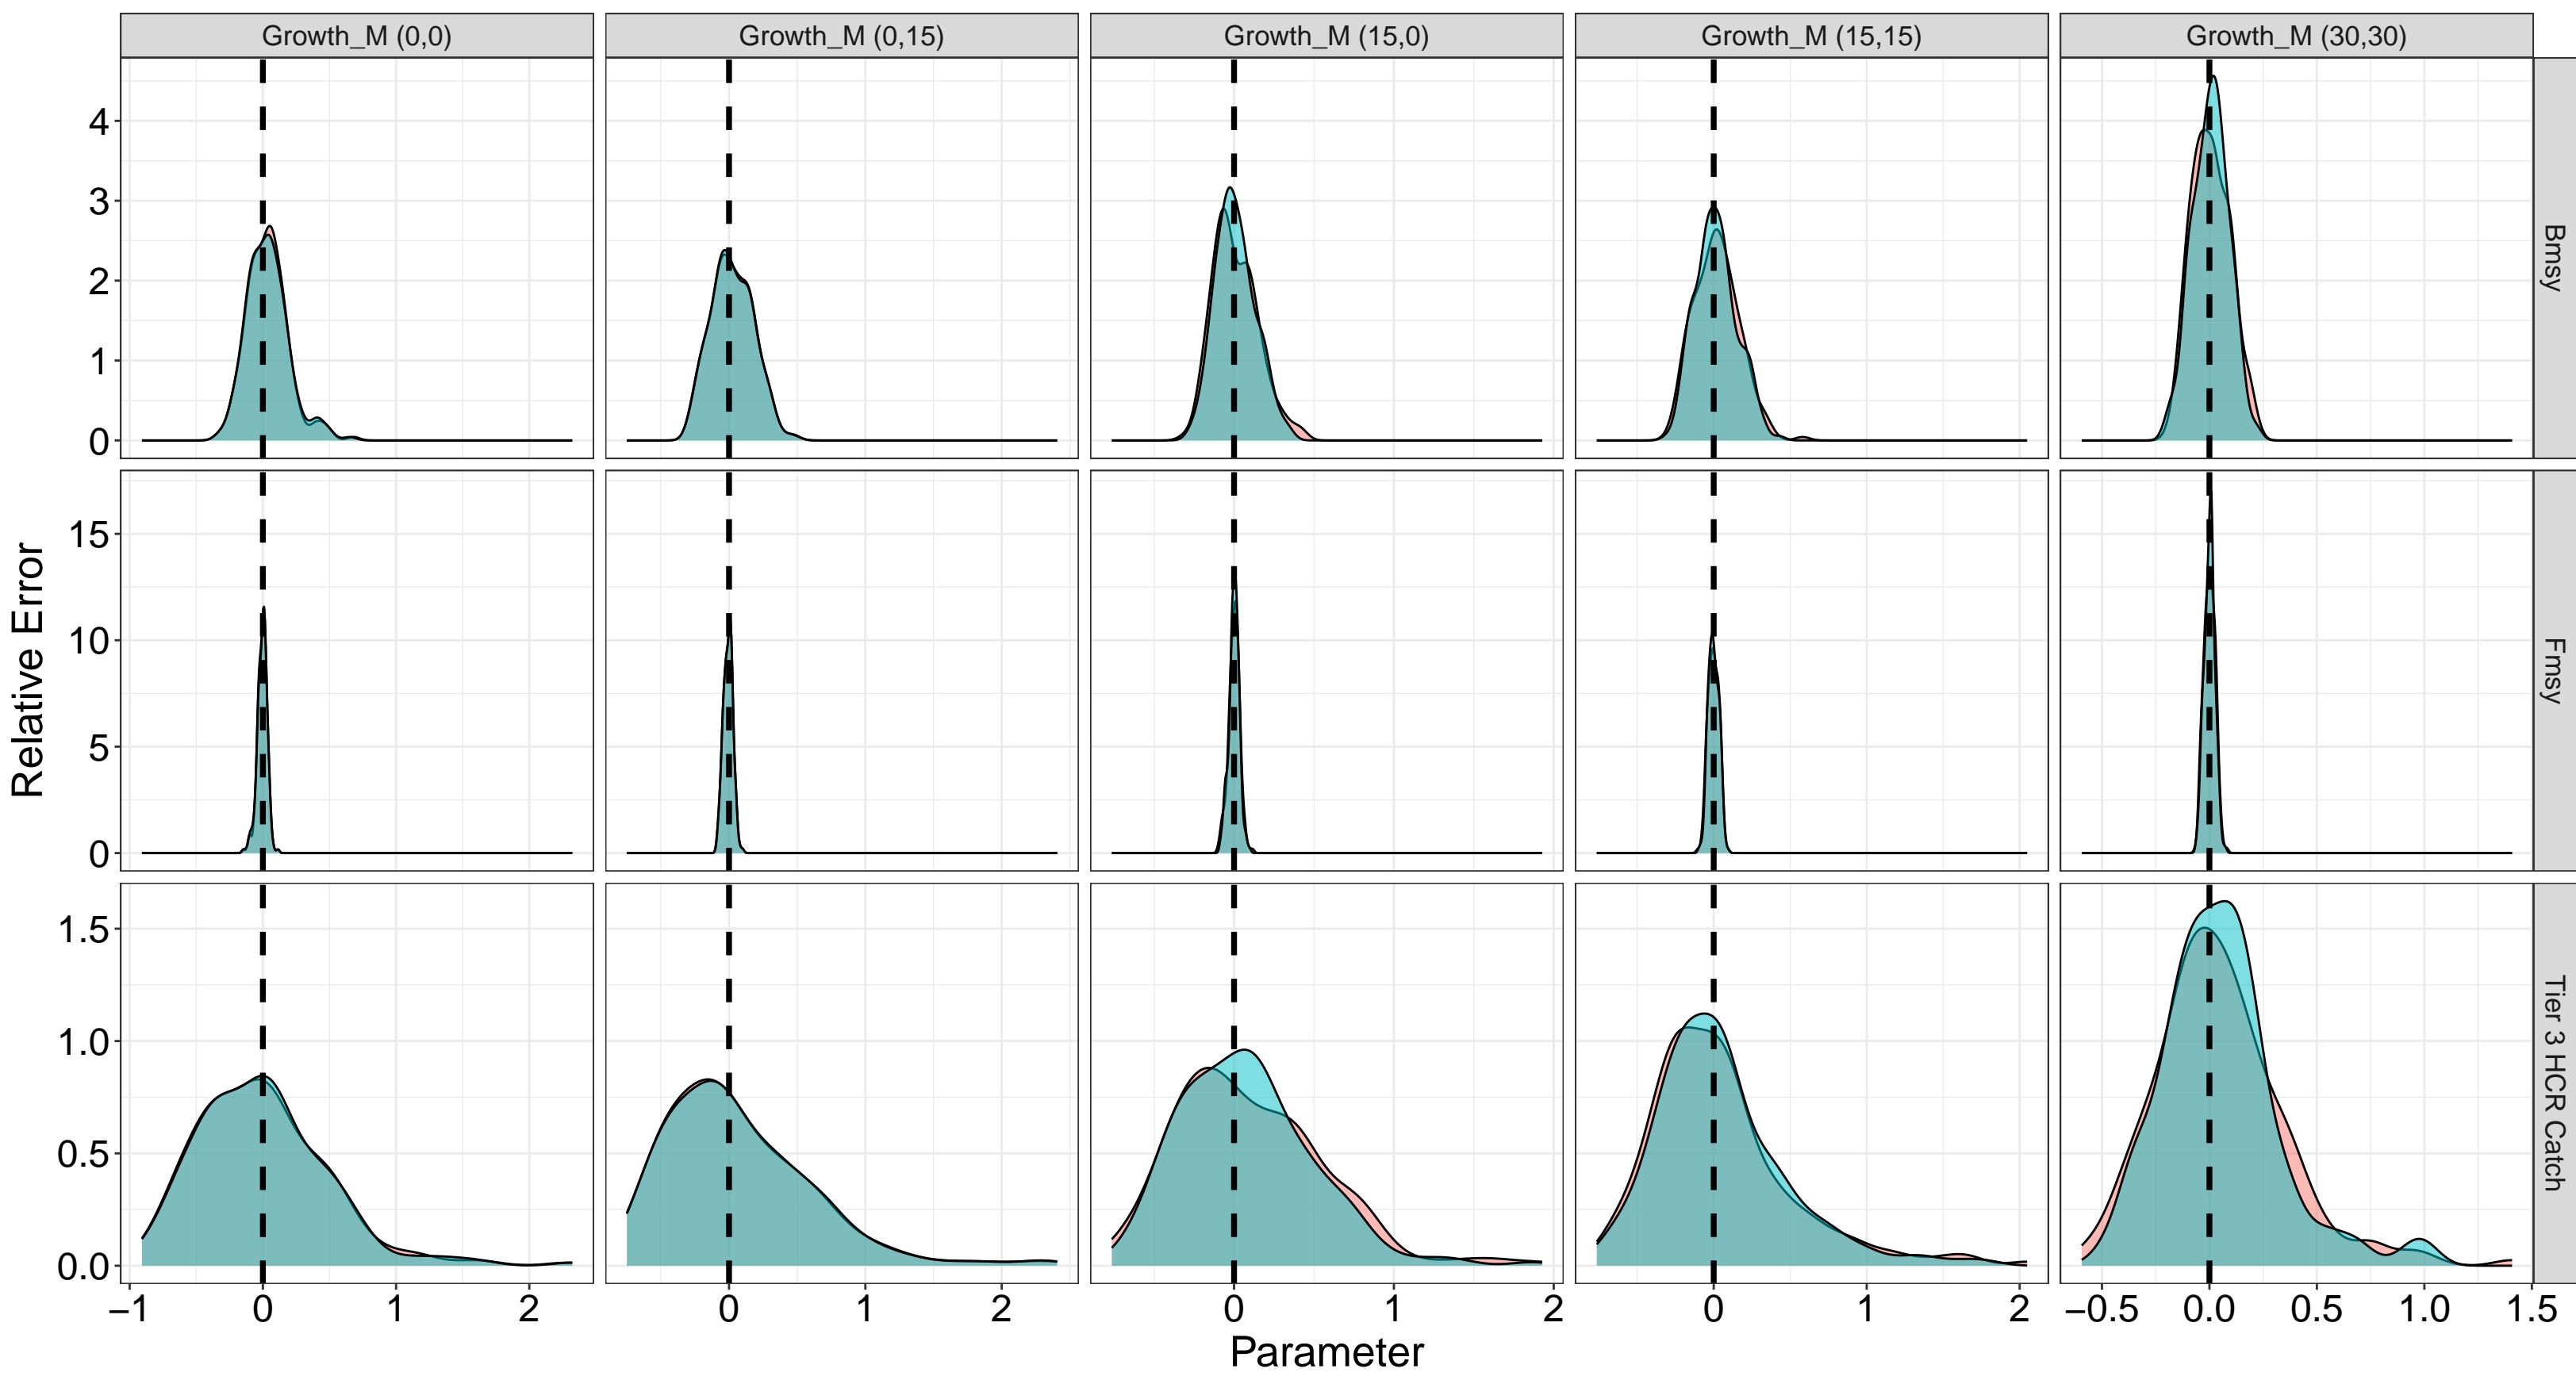 Growth_M (0,0) Growth_M (0,15) Growth_M (15,0) Growth_M (15,15) Growth_M (30,30)
4
3
2
1
0
Bmsy
15
10
5
0
Fmsy
1.5
1.0
0.5
0.0
Tier 3 HCR Catch
Relative Error
−1 0 1 2 0 1 2 0 1 2 0 1 2 −0.5 0.0 0.5 1.0 1.5
Parameter